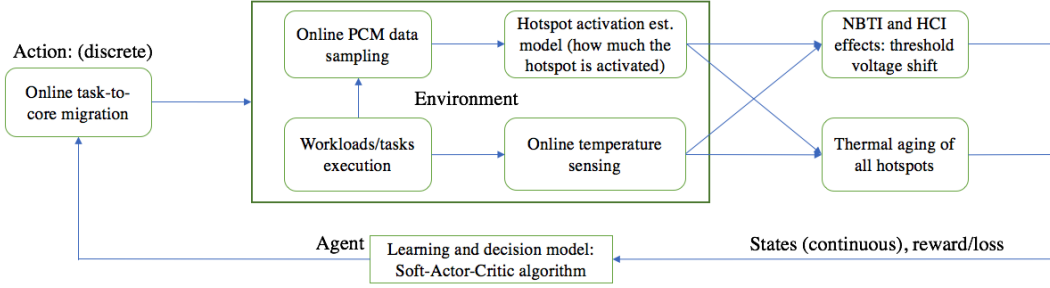 Action: (discrete)
Online task-to-
core migration
Online PCM data
sampling
Hotspot activation est.
model (how much the
hotspot is activated)
Environment
Workloads/tasks
execution
Online temperature
sensing
NBTI and HCI
effects: threshold
voltage shift
Thermal aging of
all hotspots
Agent
Learning and decision model:
Soft-Actor-Critic algorithm
States (continuous), reward/loss